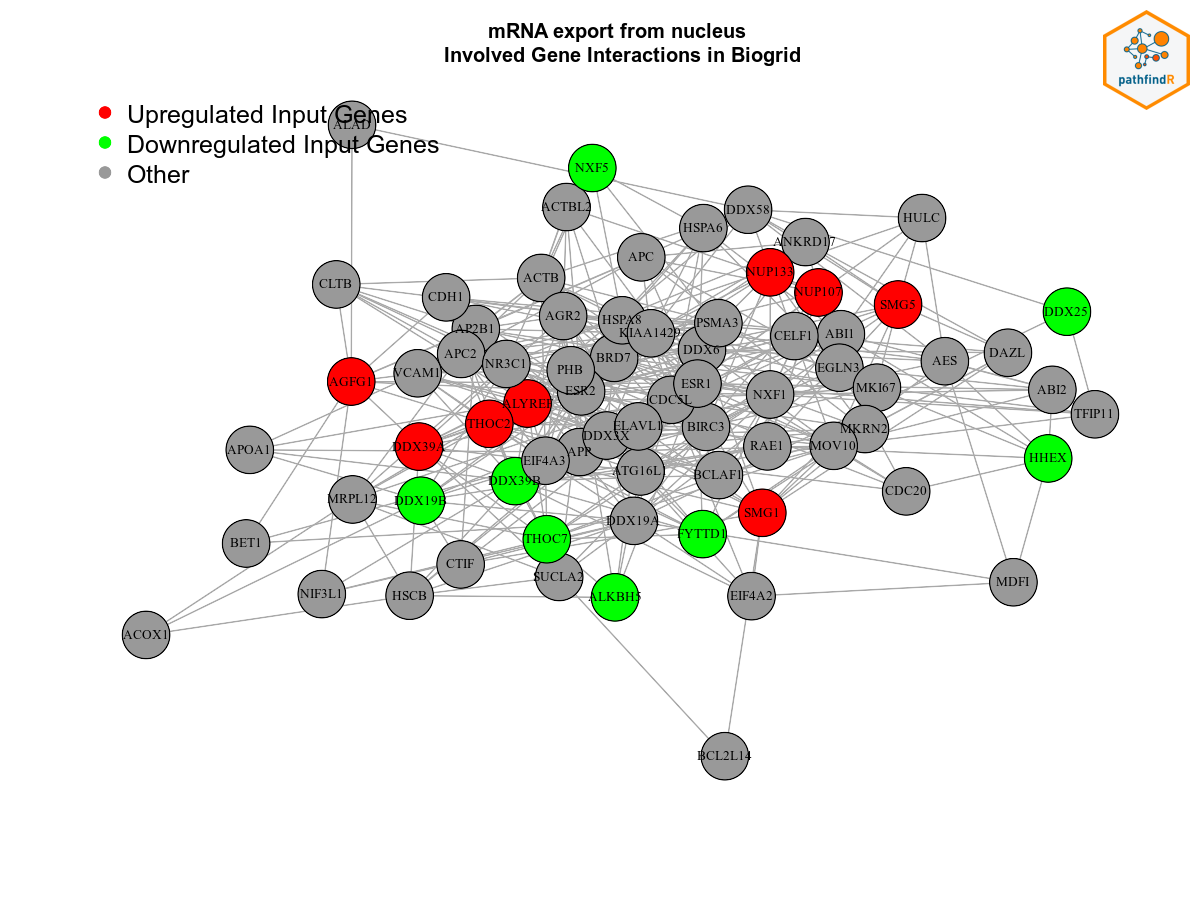 mRNA export from nucleus
Involved Gene Interactions in Biogrid
pathfindR
Upregulated Input Genes
Downregulated Input Genes
Other
ALAD
NXF5
ACTBL2
DDX58
HSPA6
HULC
ANKRD17
APC
NUP133
ACTB
CLTB
NUP107
CDH1
SMG5
DDX25
AGR2
HSPA8
PSMA3
AP2B1
KIAA1429
CELF1
ABI1
APC2
DDX6
DAZL
BRD7
AES
NR3C1
EGLN3
PHB
VCAM1
AGFG1
ESR1
MKI67
ABI2
ESR2
NXF1
CDC5L
ALYREF
TFIP11
THOC2
ELAVL1
BIRC3
MKRN2
DDX3X
DDX39A
RAE1
MOV10
APOA1
APP
EIF4A3
HHEX
ATG16L
BCLAF1
DDX39B
CDC20
MRPL12
DDX19B
SMG1
DDX19A
FYTTD1
THOC7
BET1
CTIF
SUCLA2
MDFI
NIF3L1
HSCB
ALKBH5
EIF4A2
ACOX1
BCL2L14